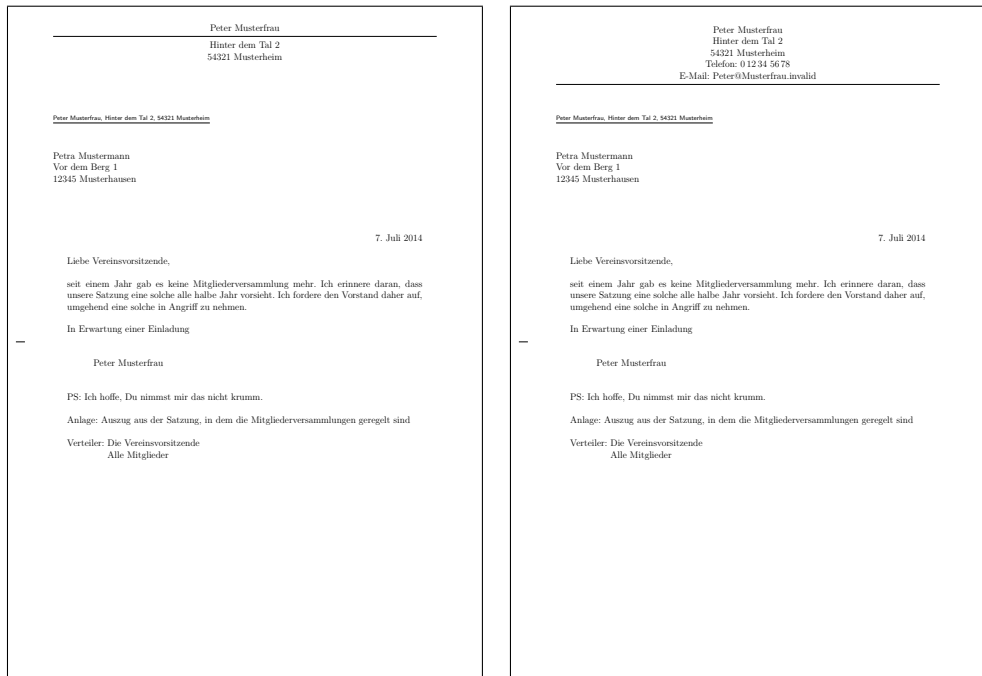 Peter Musterfrau
Hinter dem Tal 2
54321 Musterheim
Peter Musterfrau, Hinter dem Tal 2, 54321 Musterheim
Petra Mustermann
Vor dem Berg 1
12345 Musterhausen
7. Juli 2014
Liebe Vereinsvorsitzende,
seit einem Jahr gab es keine Mitgliederversammlung mehr. Ich erinnere daran, dass
unsere Satzung eine solche alle halbe Jahr vorsieht. Ich fordere den Vorstand daher auf,
umgehend eine solche in Angriff zu nehmen.
In Erwartung einer Einladung
Peter Musterfrau
PS: Ich hoffe, Du nimmst mir das nicht krumm.
Anlage: Auszug aus der Satzung, in dem die Mitgliederversammlungen geregelt sind
Verteiler: Die Vereinsvorsitzende
Alle Mitglieder
Peter Musterfrau
Hinter dem Tal 2
54321 Musterheim
Telefon: 0 12 34 56 78
E-Mail: Peter@Musterfrau.invalid
Peter Musterfrau, Hinter dem Tal 2, 54321 Musterheim
Petra Mustermann
Vor dem Berg 1
12345 Musterhausen
7. Juli 2014
Liebe Vereinsvorsitzende,
seit einem Jahr gab es keine Mitgliederversammlung mehr. Ich erinnere daran, dass
unsere Satzung eine solche alle halbe Jahr vorsieht. Ich fordere den Vorstand daher auf,
umgehend eine solche in Angriff zu nehmen.
In Erwartung einer Einladung
Peter Musterfrau
PS: Ich hoffe, Du nimmst mir das nicht krumm.
Anlage: Auszug aus der Satzung, in dem die Mitgliederversammlungen geregelt sind
Verteiler: Die Vereinsvorsitzende
Alle Mitglieder